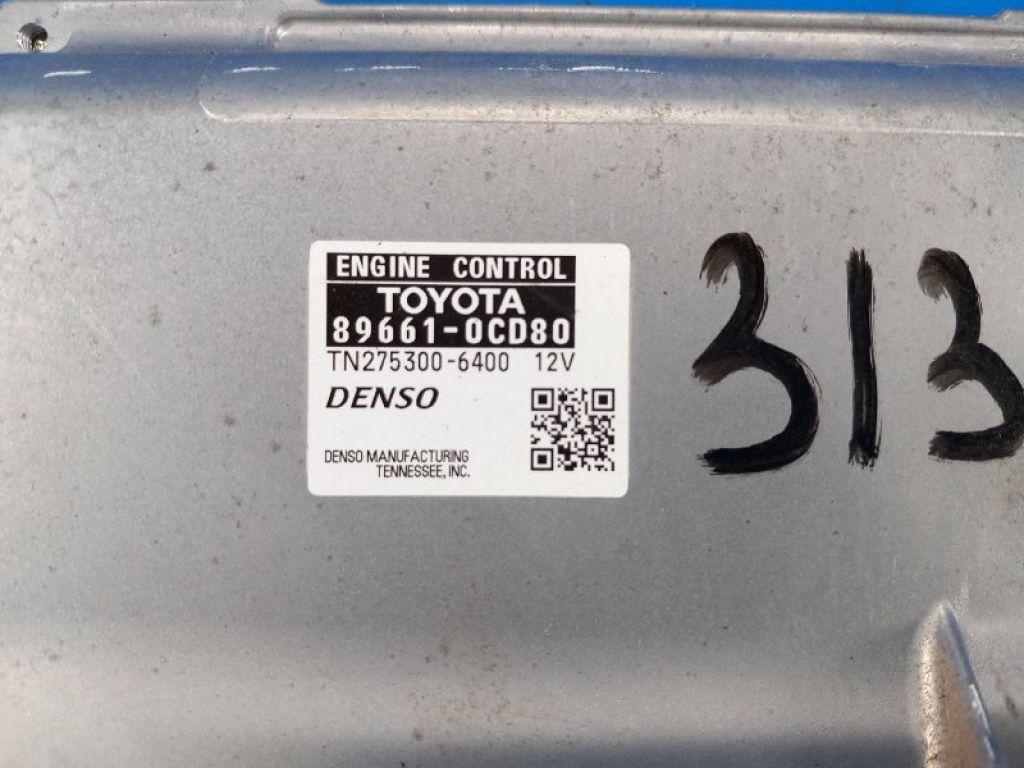 ENGINE CONTROL
TOYOTA
89661-0CD80
TN275300-6400 12V
DENSO
DENSO MANUFACTURING
TENNESSEE, INC.
313